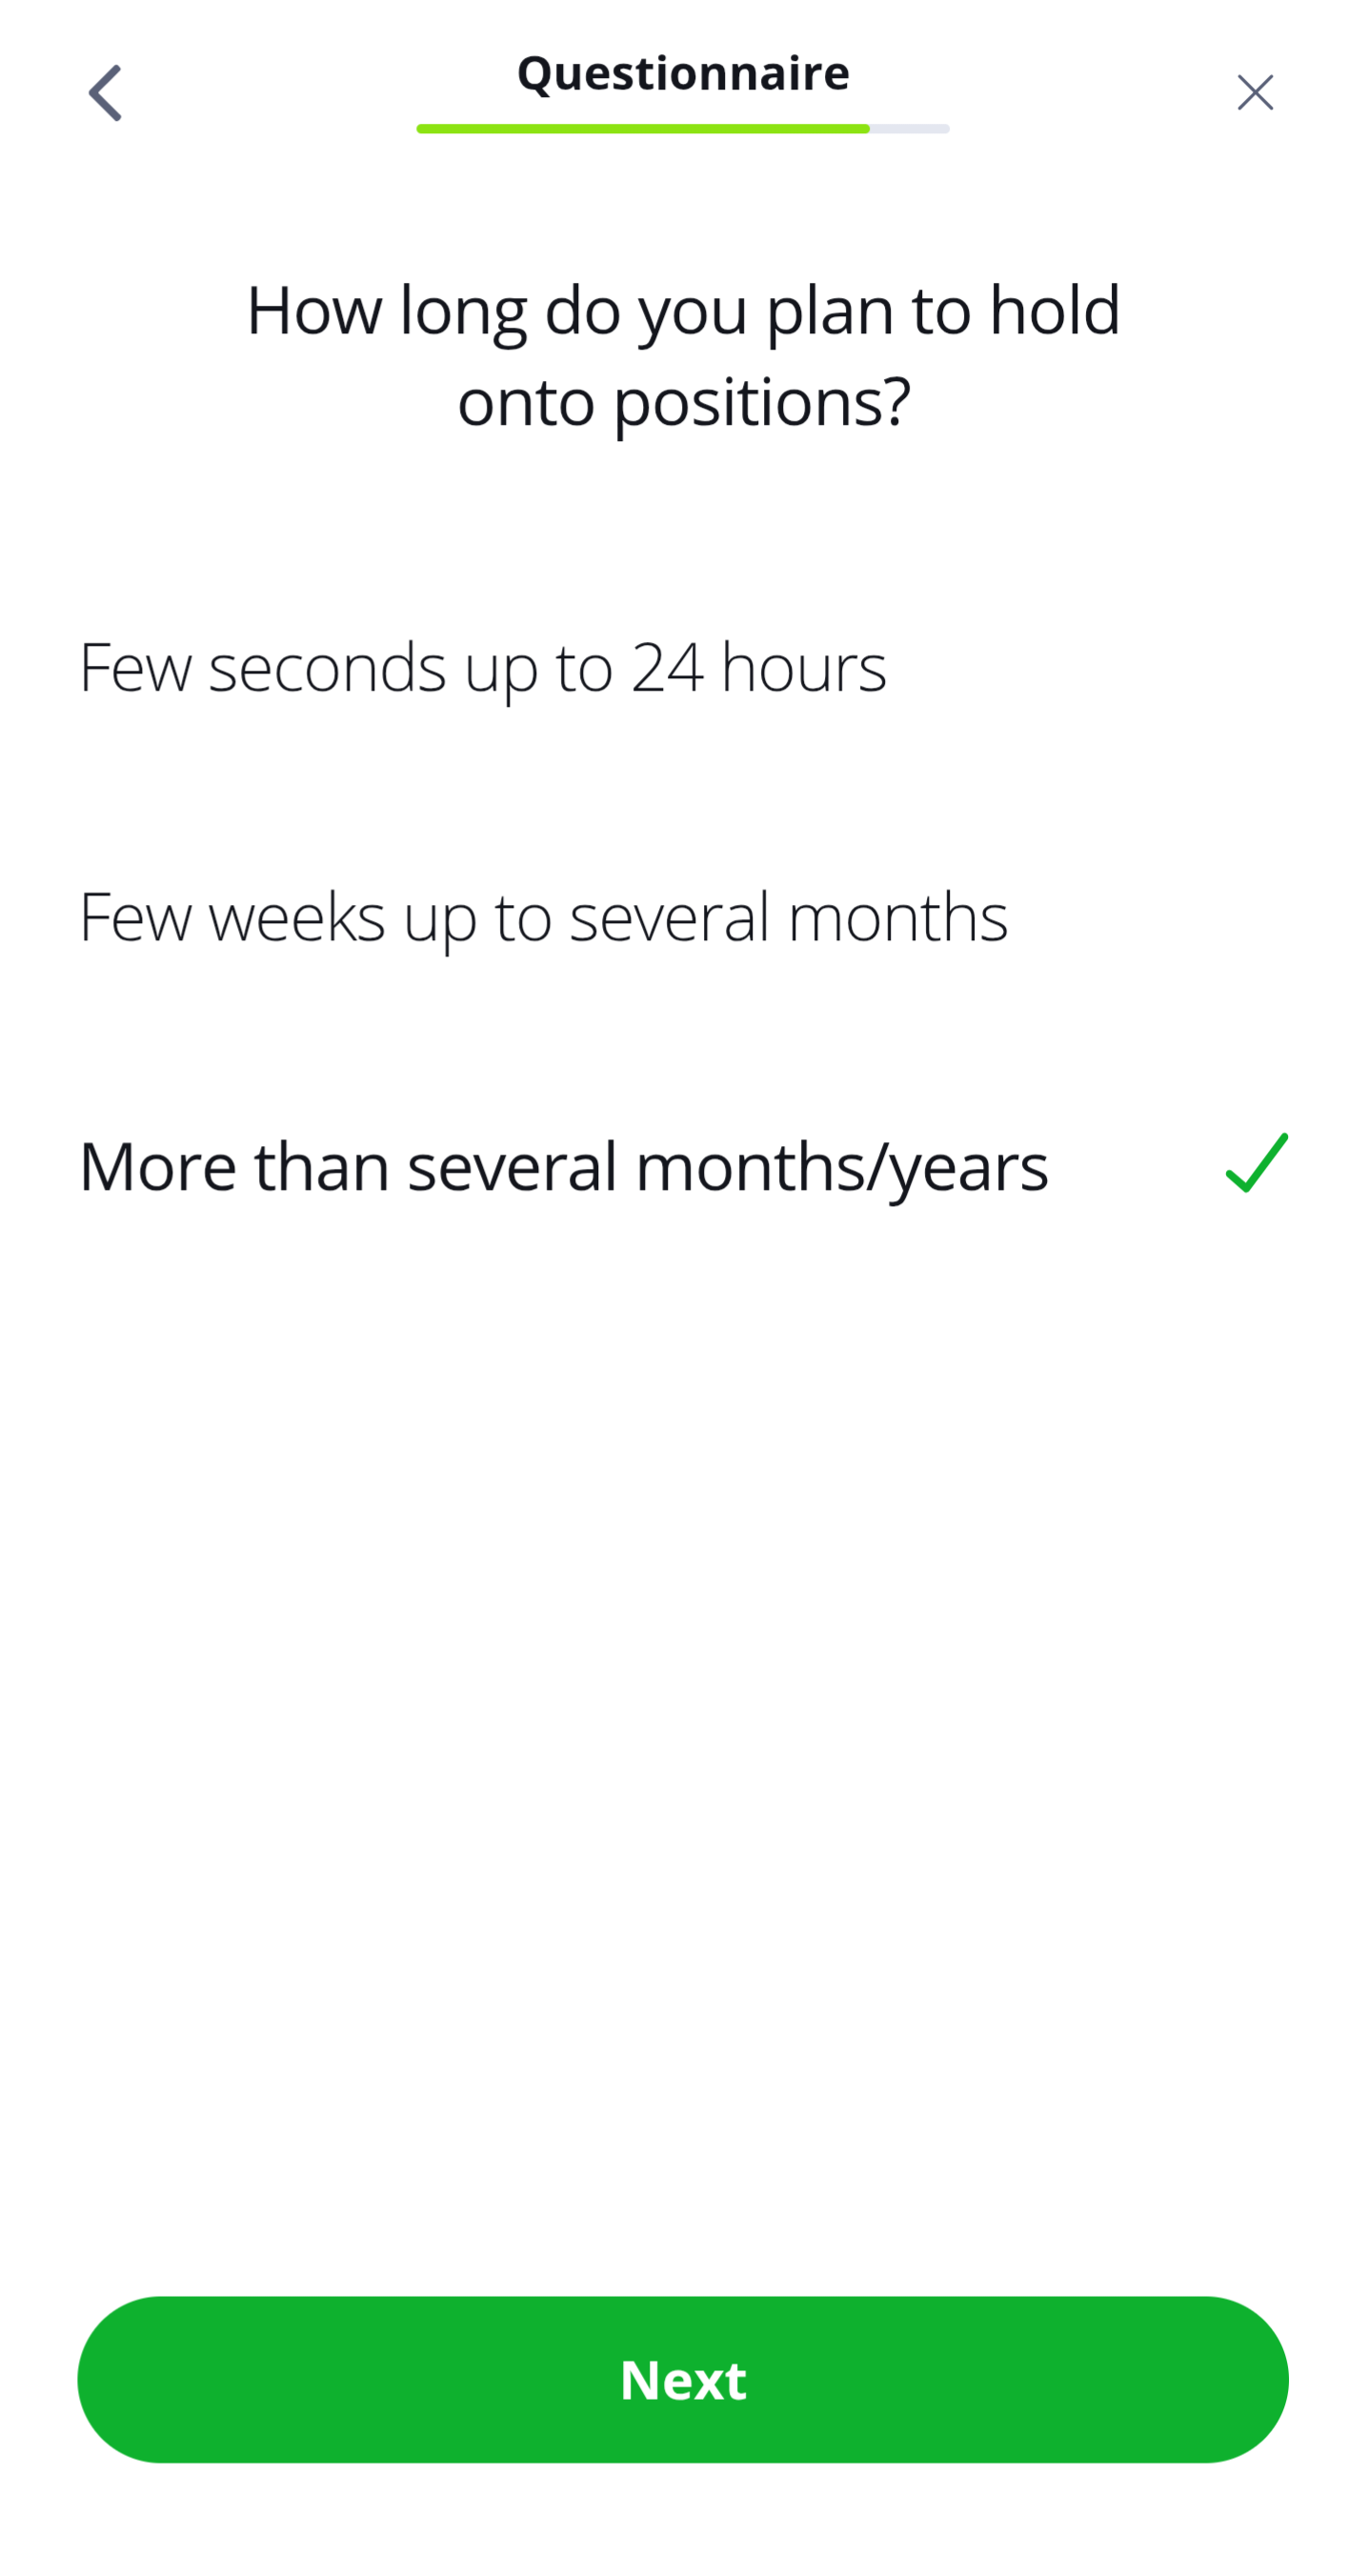 Questionnaire
How long do you plan to hold
onto positions?
Few seconds up to 24 hours
Few weeks up to several months
More than several months/years
Next